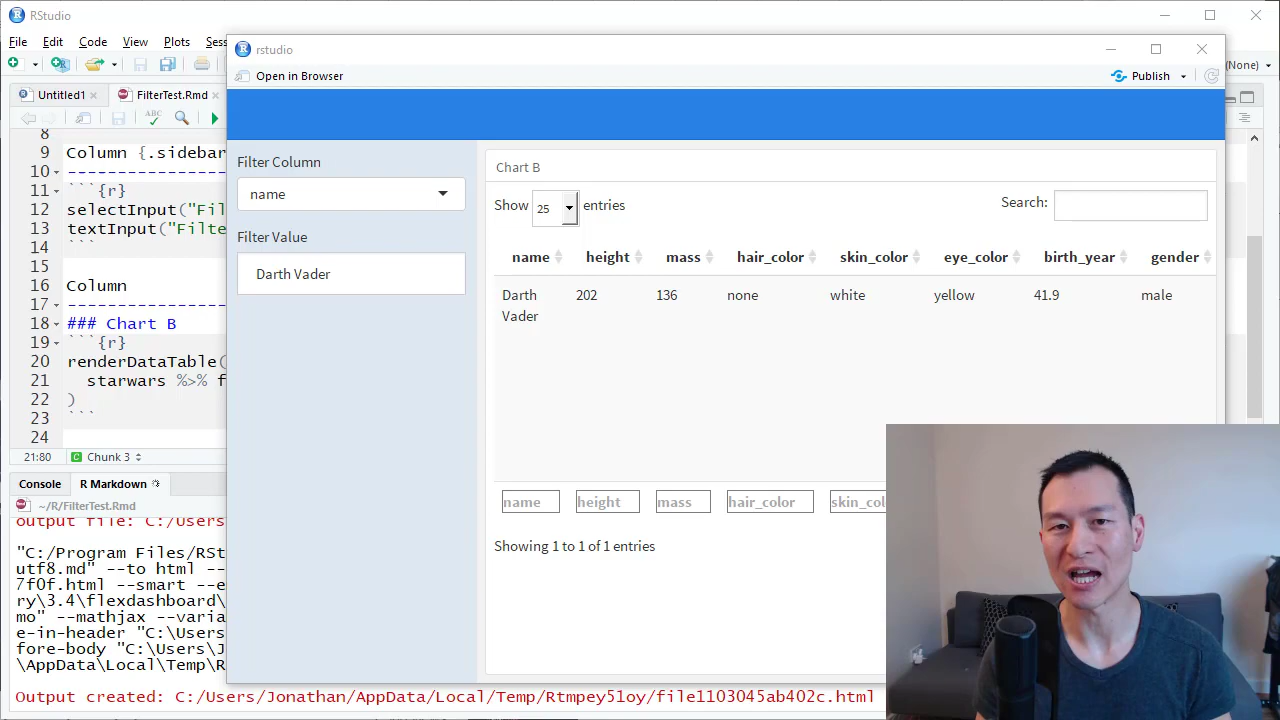 RStudio
File Edit Code View Plots Ses
(None)
Untitled1 FilterTest.Rmd
8
9 Column {.sidebar
10 ---------------
11 ```{r}
12 selectInput("Fil
13 textInput("Filte
14 ```
15
16 Column
17 ---------------
18 ### Chart B
19 ```{r}
20 renderDataTable(
21 starwars %>% f
22 )
23 ```
24
21:80 Chunk 3
Console R Markdown
~/R/FilterTest.Rmd
output file: C:/Users
"C:/Program Files/RSt
utf8.md" --to html --
7f0f.html --smart --e
ry\3.4\flexdashboard\
mo" --mathjax --varia
e-in-header "C:\Users
fore-body "C:\Users\J
\AppData\Local\Temp\R
Output created: C:/Users/Jonathan/AppData/Local/Temp/Rtmpey51oy/file1103045ab402c.html
rstudio
Open in Browser Publish
Filter Column
name
Filter Value
Darth Vader
Chart B
Show 25 entries Search:
name height mass hair_color skin_color eye_color birth_year gender
Darth 202 136 none white yellow 41.9 male
Vader
name height mass hair_color skin_col
Showing 1 to 1 of 1 entries